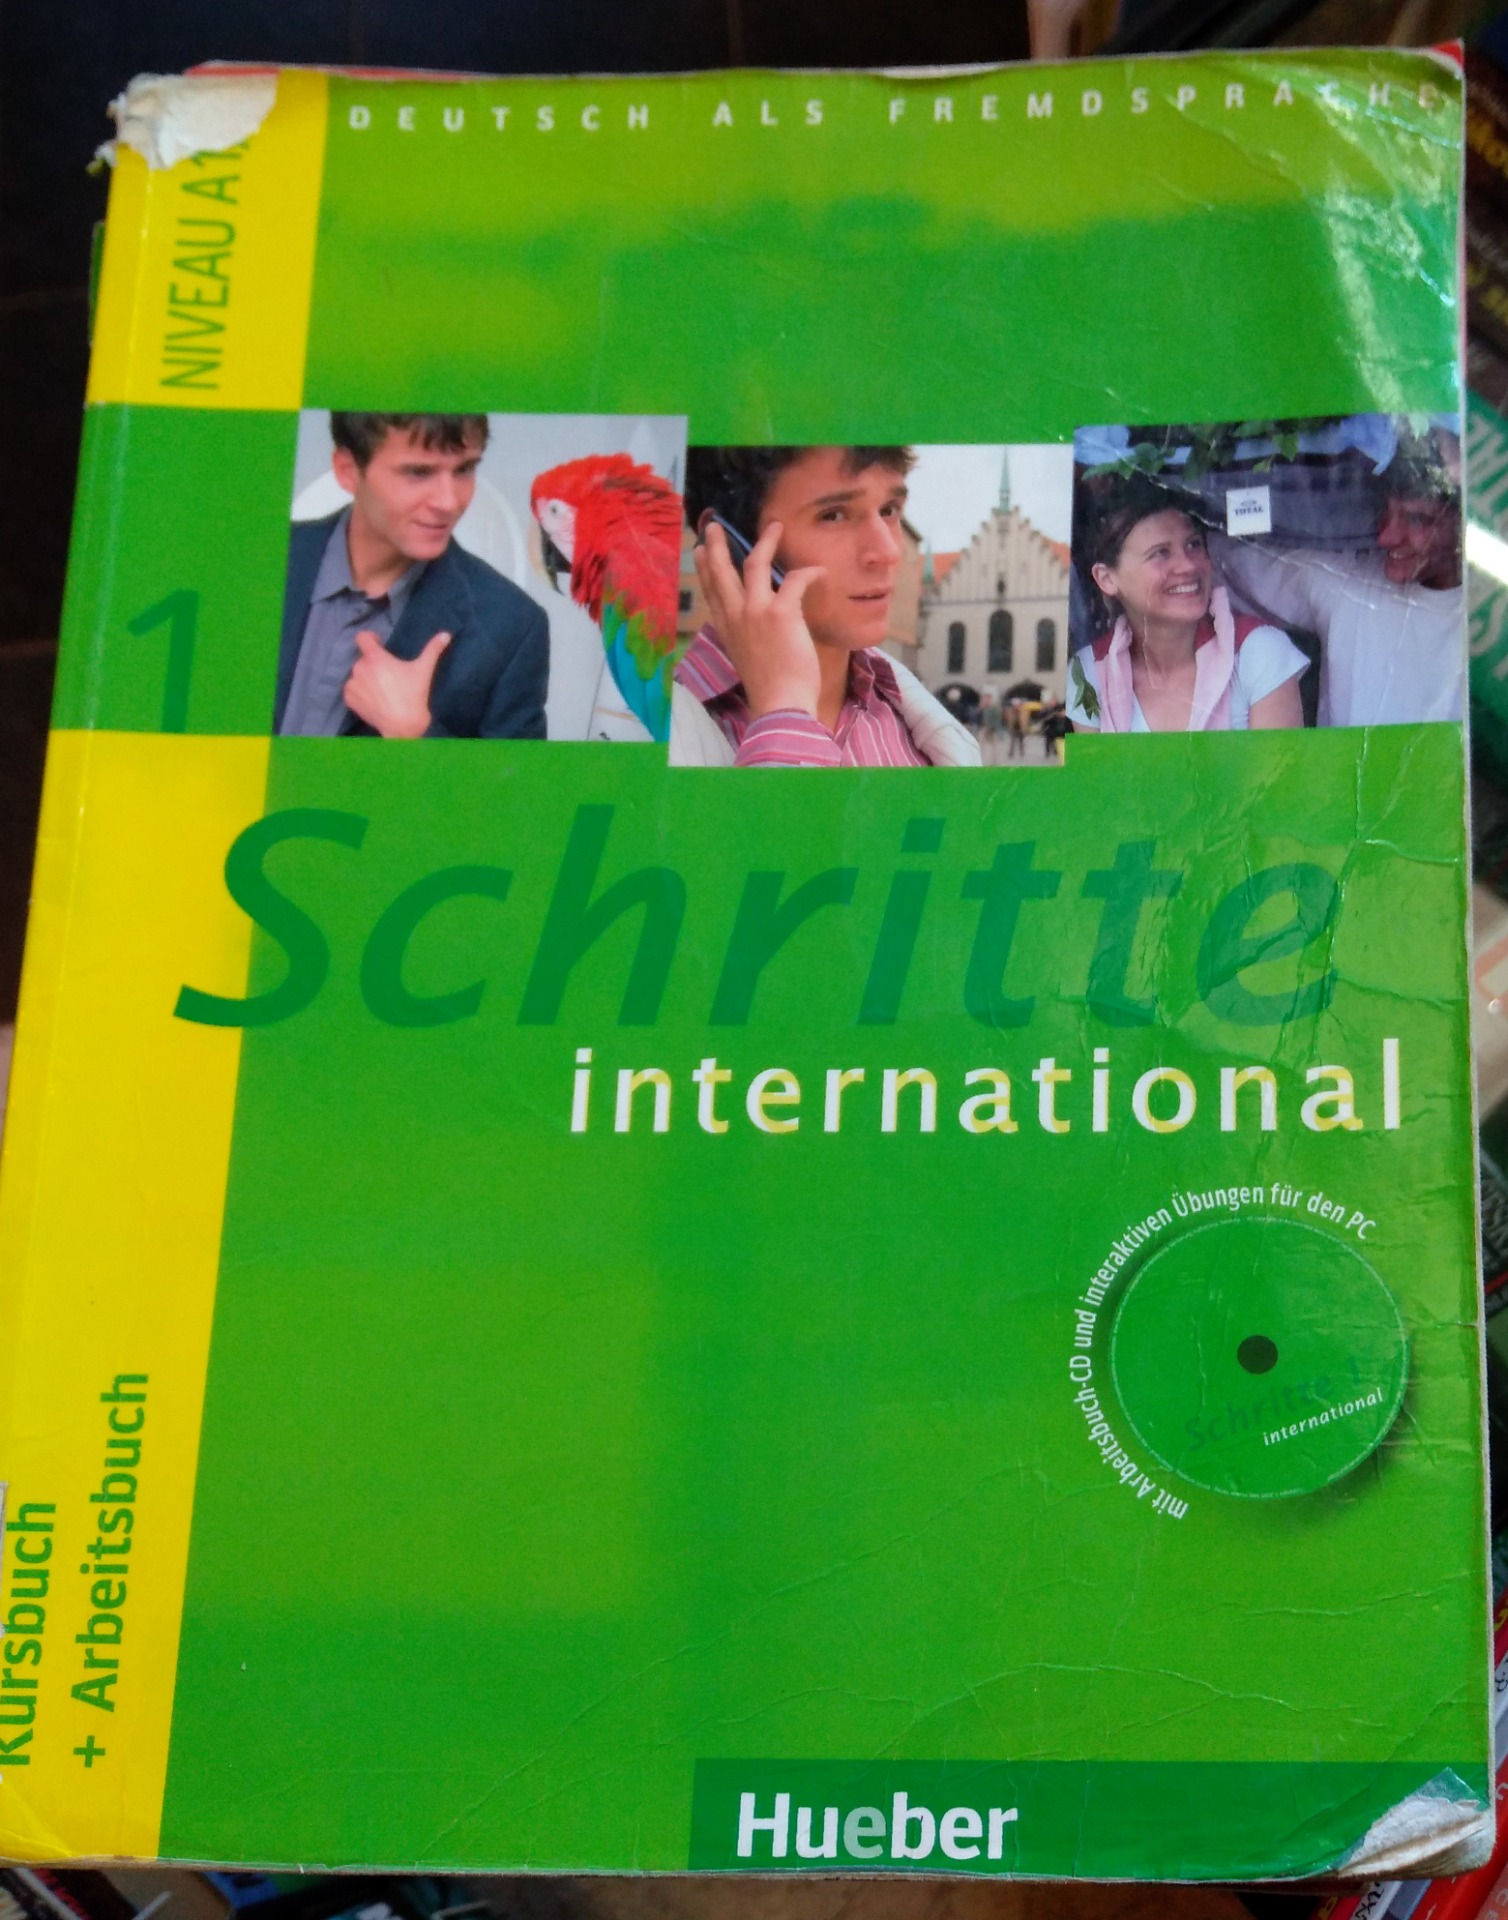 DEUTSCH ALS FREMDSPRACHE
NIVEAU A1
1
TOTAL
Schritte
international
mit Arbeitsbuch-CD und interaktiven Übungen für den PC
Schritte 1
international
Kursbuch
+ Arbeitsbuch
Hueber